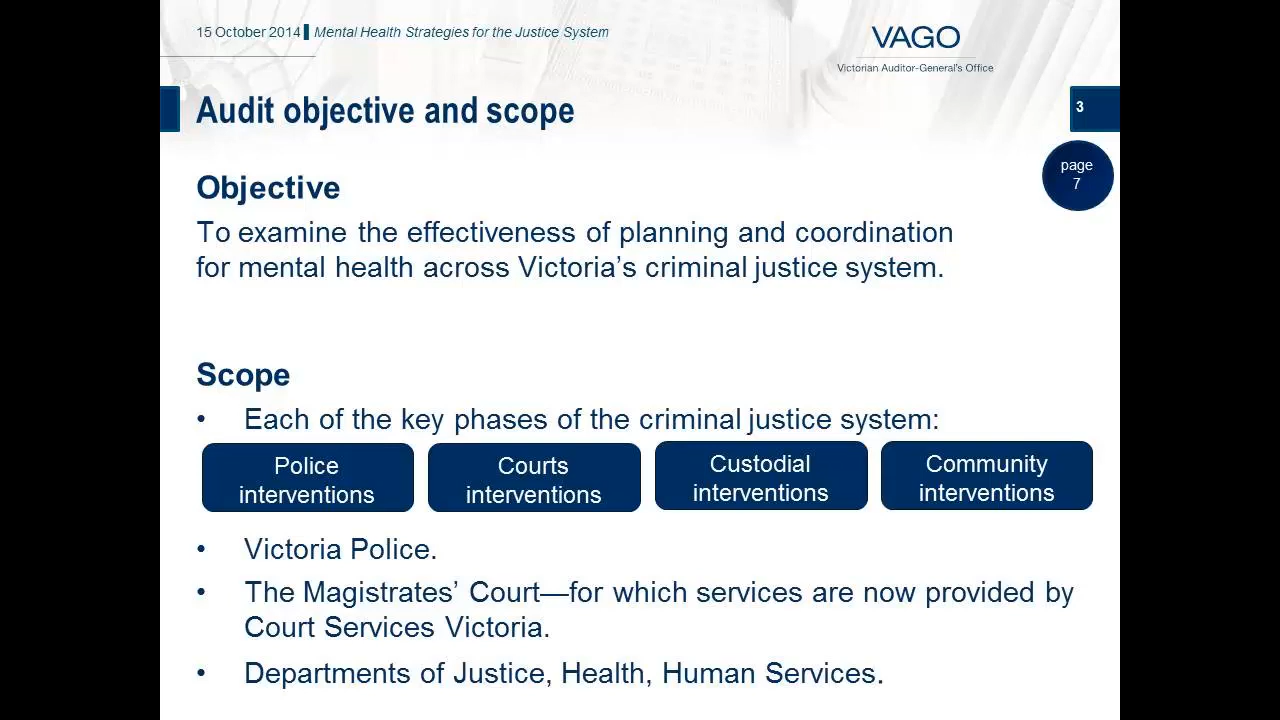 15 October 2014 Mental Health Strategies for the Justice System
VAGO
Victorian Auditor-General's Office
Audit objective and scope
3
page
7
Objective
To examine the effectiveness of planning and coordination
for mental health across Victoria’s criminal justice system.
Scope
• Each of the key phases of the criminal justice system:
Police
interventions
Courts
interventions
Custodial
interventions
Community
interventions
• Victoria Police.
• The Magistrates’ Court—for which services are now provided by
Court Services Victoria.
• Departments of Justice, Health, Human Services.